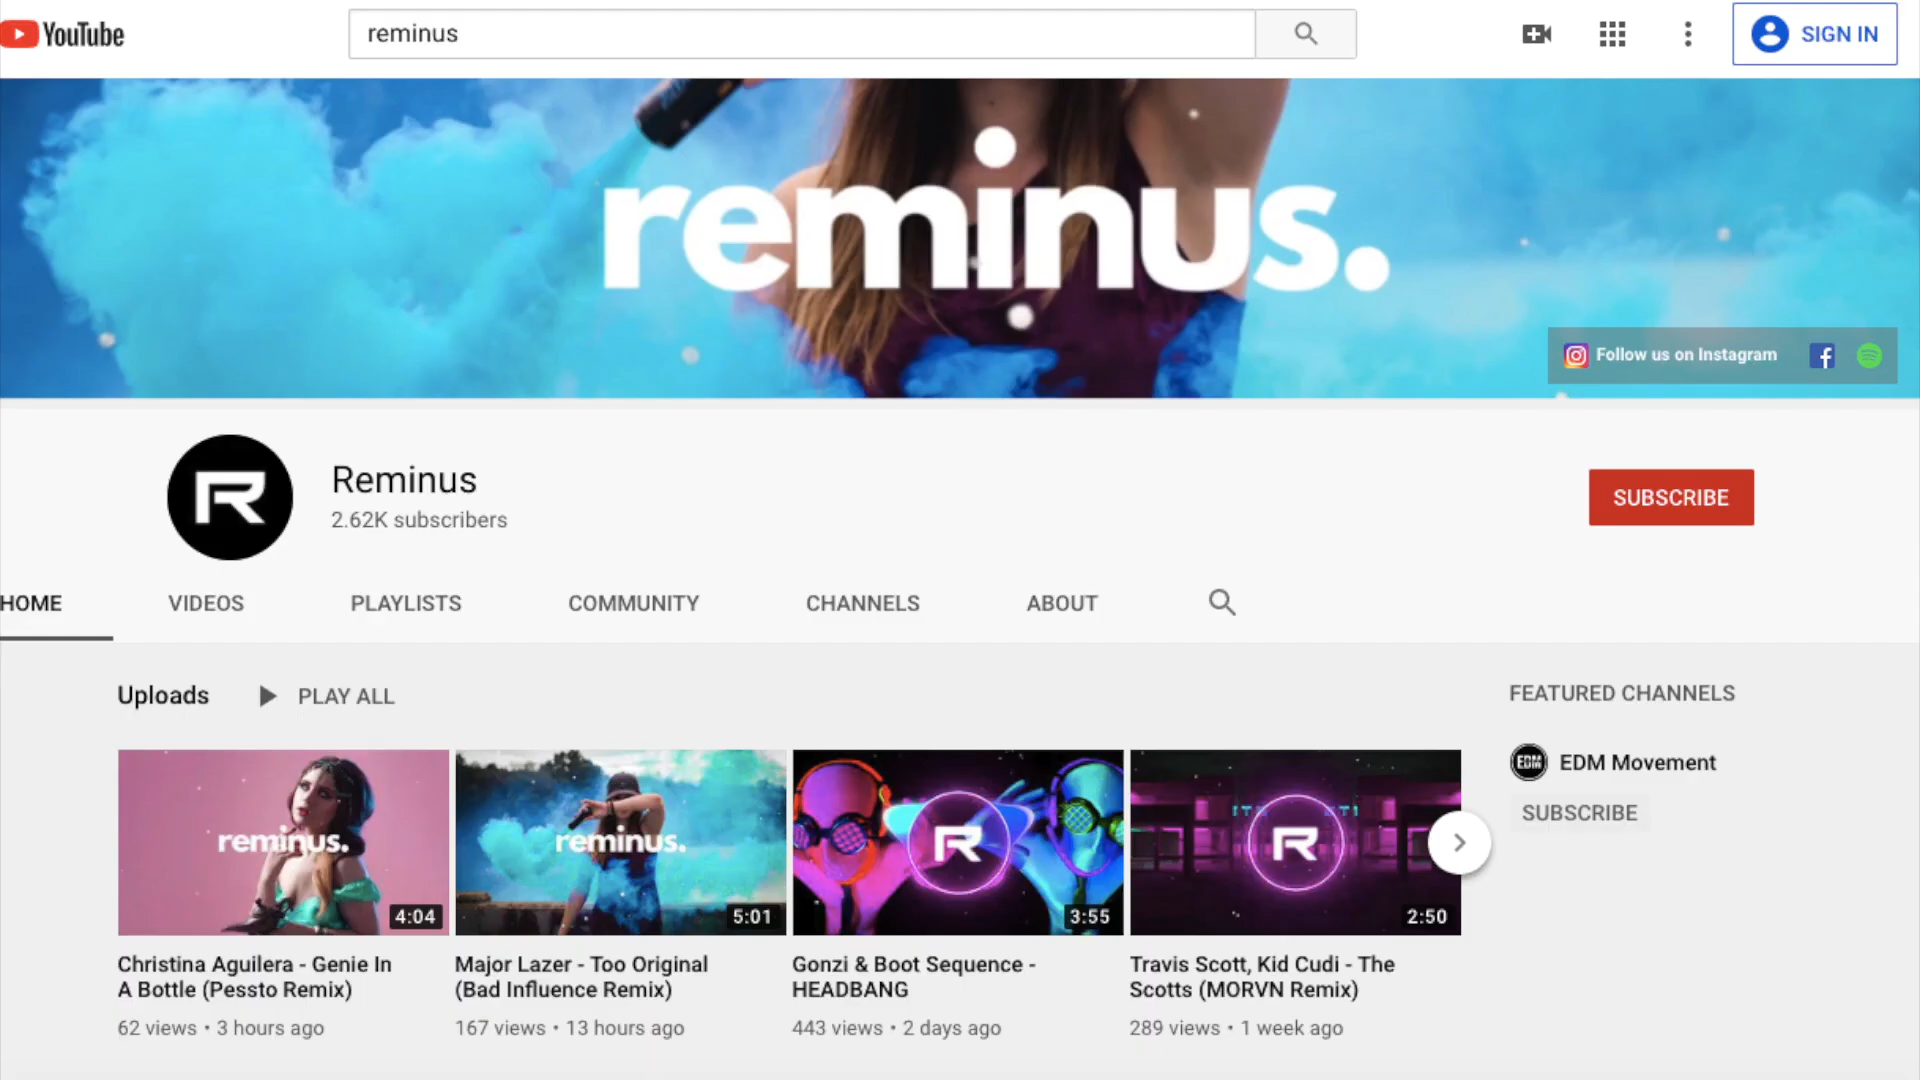 YouTube
reminus
SIGN IN
reminus.
Follow us on Instagram
R
Reminus
2.62K subscribers
SUBSCRIBE
HOME
VIDEOS
PLAYLISTS
COMMUNITY
CHANNELS
ABOUT
Uploads
PLAY ALL
FEATURED CHANNELS
EDM
EDM Movement
SUBSCRIBE
reminus.
4:04
reminus.
5:01
R
3:55
R
2:50
Christina Aguilera - Genie In
A Bottle (Pessto Remix)
62 views • 3 hours ago
Major Lazer - Too Original
(Bad Influence Remix)
167 views • 13 hours ago
Gonzi & Boot Sequence -
HEADBANG
443 views • 2 days ago
Travis Scott, Kid Cudi - The
Scotts (MORVN Remix)
289 views • 1 week ago